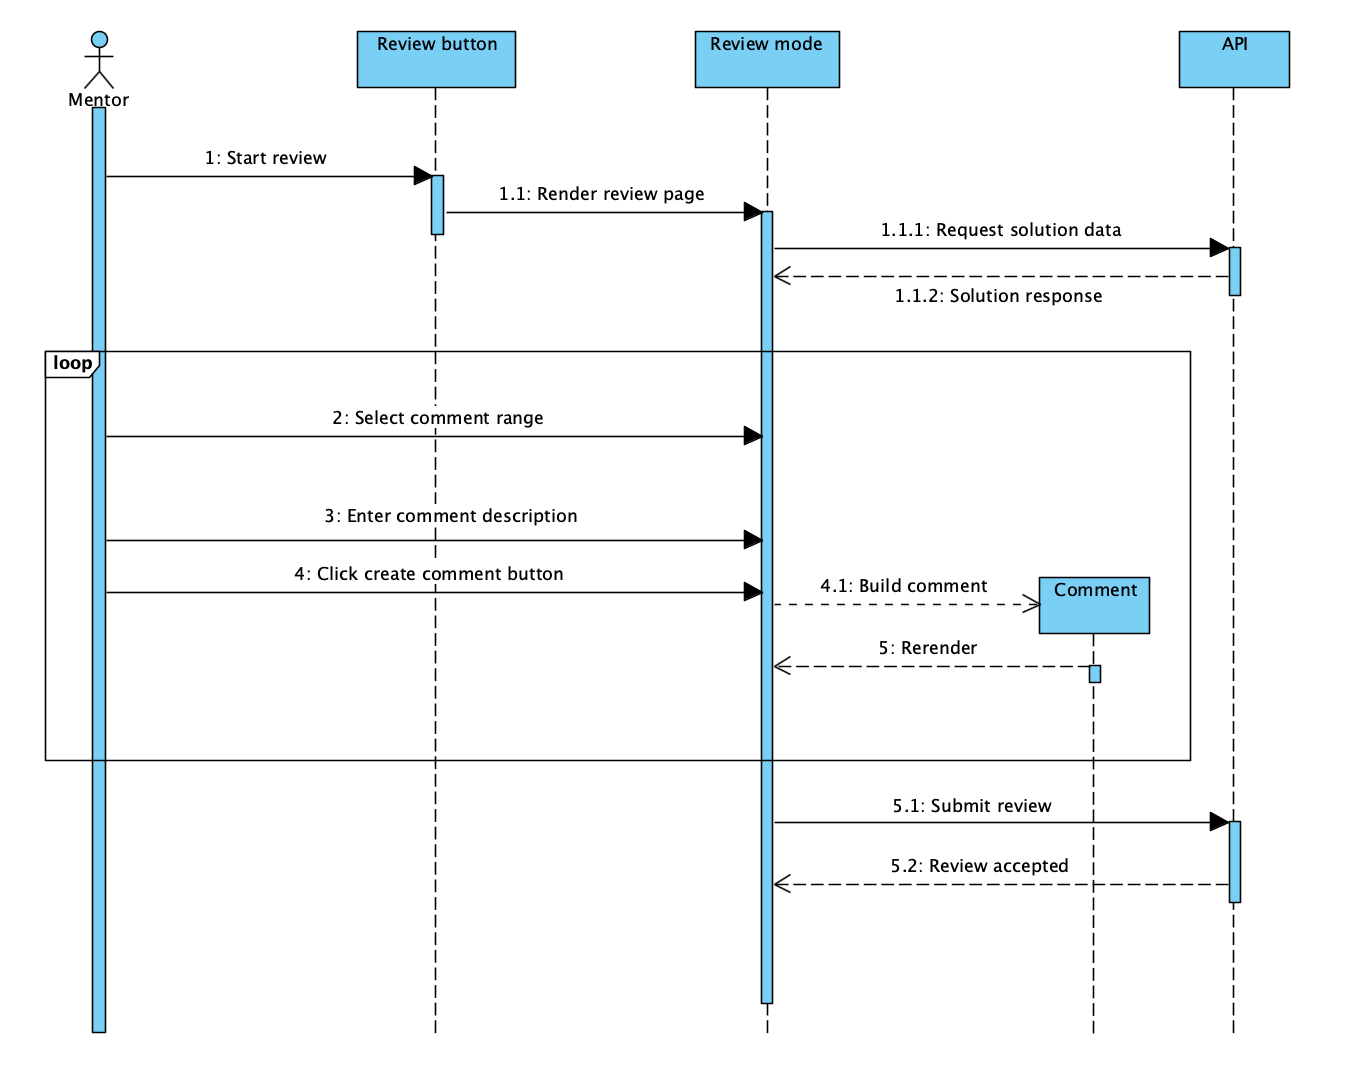 Mentor
Review button
Review mode
API
1: Start review
1.1: Render review page
1.1.1: Request solution data
1.1.2: Solution response
loop
2: Select comment range
3: Enter comment description
4: Click create comment button
4.1: Build comment
Comment
5: Rerender
5.1: Submit review
5.2: Review accepted